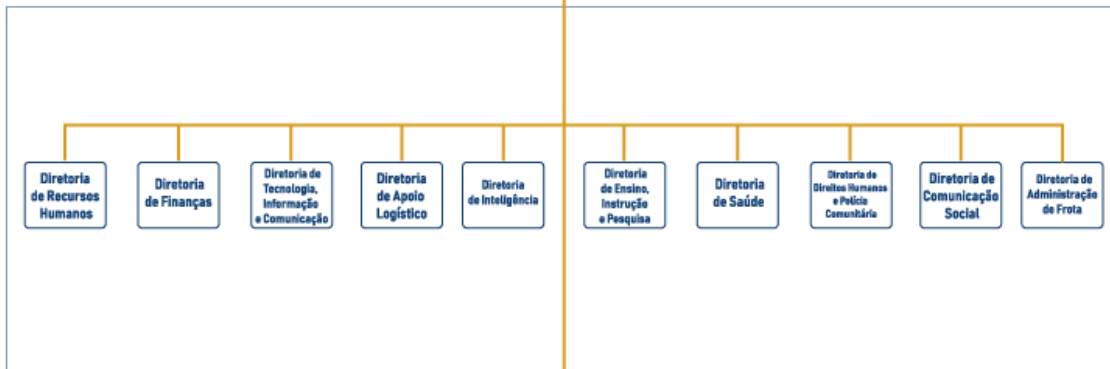 Diretoria
de Recursos
Humanos
Diretoria
de Finanças
Diretoria de
Tecnologia,
Informação
e Comunicação
Diretoria
de Apoio
Logístico
Diretoria
de Inteligência
Diretoria
de Ensino,
Instrução
e Pesquisa
Diretoria
de Saúde
Diretoria de
Direitos Humanos
e Polícia
Comunitária
Diretoria de
Comunicação
Social
Diretoria de
Administração
de Frota